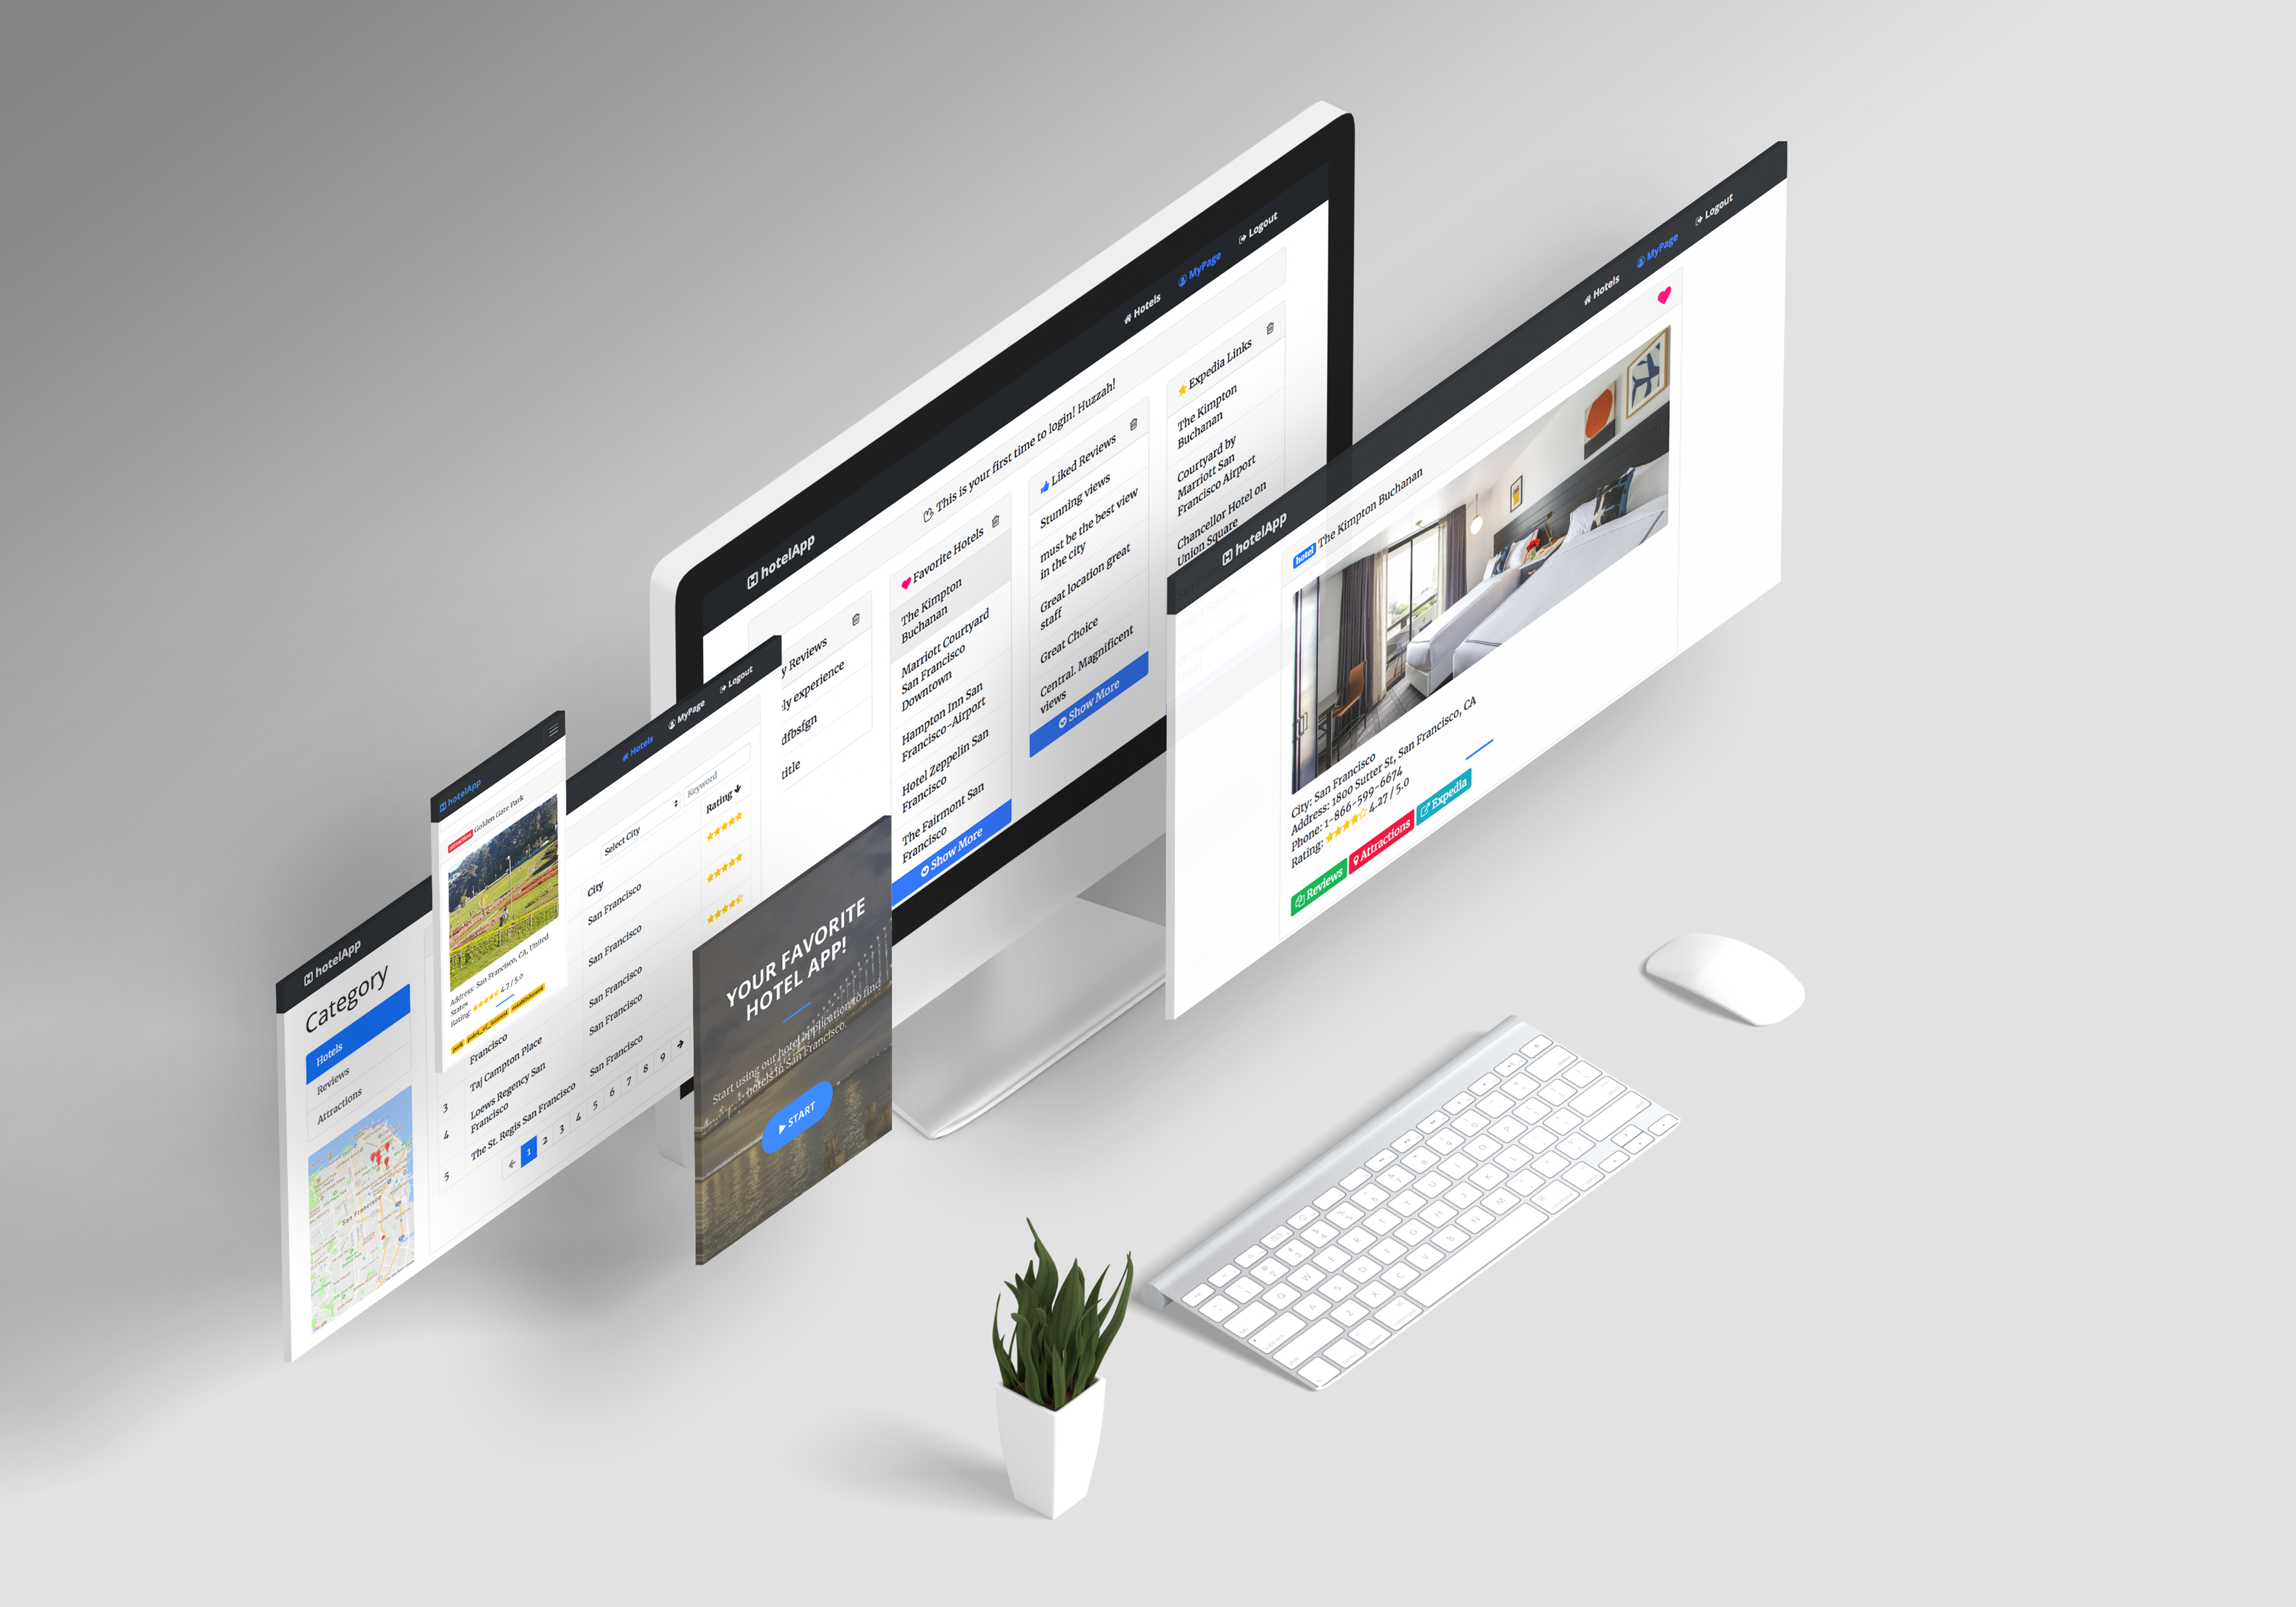 hotelApp
Hotels
MyPage
Logout
This is your first time to login! Huzzah!
y Reviews
ly experience
dfbsfgn
title
Favorite Hotels
The Kimpton
Buchanan
Marriott Courtyard
San Francisco
Downtown
Hampton Inn San
Francisco-Airport
Hotel Zeppelin San
Francisco
The Fairmont San
Francisco
Show More
Liked Reviews
Stunning views
must be the best view
in the city
Great location great
staff
Great Choice
Central. Magnificent
views
Show More
Expedia Links
The Kimpton
Buchanan
Courtyard by
Marriott San
Francisco Airport
Chancellor Hotel on
Union Square
hotelApp
Hotels
MyPage
Logout
hotel The Kimpton Buchanan
City: San Francisco
Address: 1800 Sutter St, San Francisco, CA
Phone: 1-866-599-6674
Rating: 4.27 / 5.0
Reviews
Attractions
Expedia
hotelApp
Hotels
MyPage
Logout
Category
Hotels
Reviews
Attractions
San Francisco
Select City
Keyword
City
Rating
San Francisco
San Francisco
San Francisco
San Francisco
San Francisco
Francisco
3
Taj Campton Place
4
Loews Regency San
Francisco
5
The St. Regis San Francisco
1 2 3 4 5 6 7 8 9
hotelApp
attraction Golden Gate Park
Address: San Francisco, CA, United
States
Rating: 4.7 / 5.0
park point_of_interest establishment
YOUR FAVORITE
HOTEL APP!
Start using our hotel application to find
hotels in San Francisco.
START